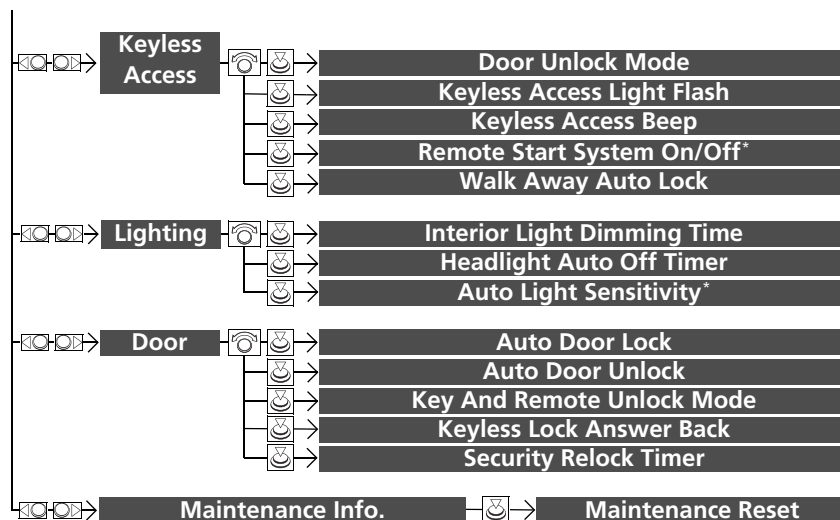 Keyless
Access
Door Unlock Mode
Keyless Access Light Flash
Keyless Access Beep
Remote Start System On/Off*
Walk Away Auto Lock
Lighting
Interior Light Dimming Time
Headlight Auto Off Timer
Auto Light Sensitivity*
Door
Auto Door Lock
Auto Door Unlock
Key And Remote Unlock Mode
Keyless Lock Answer Back
Security Relock Timer
Maintenance Info.
Maintenance Reset